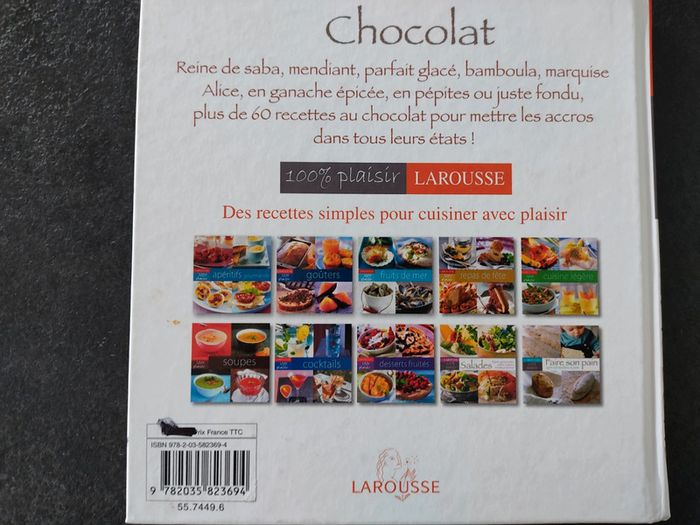 Chocolat
Reine de saba, mendiant, parfait glacé, bamboula, marquise
Alice, en ganache épicée, en pépites ou juste fondu,
plus de 60 recettes au chocolat pour mettre les accros
dans tous leurs états !
100% plaisir LAROUSSE
Des recettes simples pour cuisiner avec plaisir
apéritifs gourmands
goûters
fruits de mer
repas de fête
cuisine légère
soupes
cocktails
desserts fruités
Salades
Faire son pain
Prix France TTC
ISBN 978-2-03-582369-4
9 782035 823694
55.7449.6
LAROUSSE